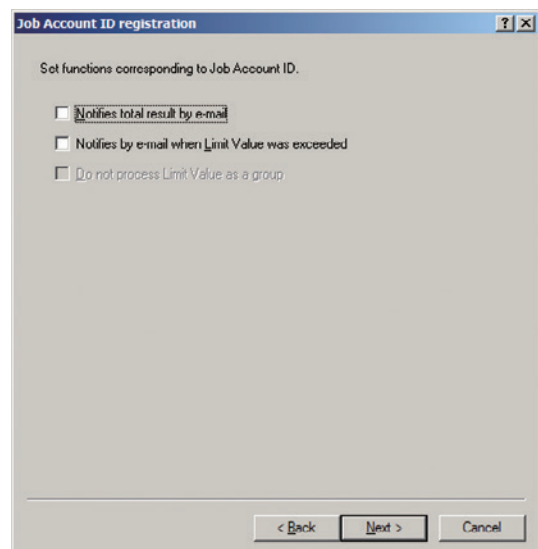 Job Account ID registration
Set functions corresponding to Job Account ID.
Notifies total result by e-mail
Notifies by e-mail when Limit Value was exceeded
Do not process Limit Value as a group
< Back
Next >
Cancel